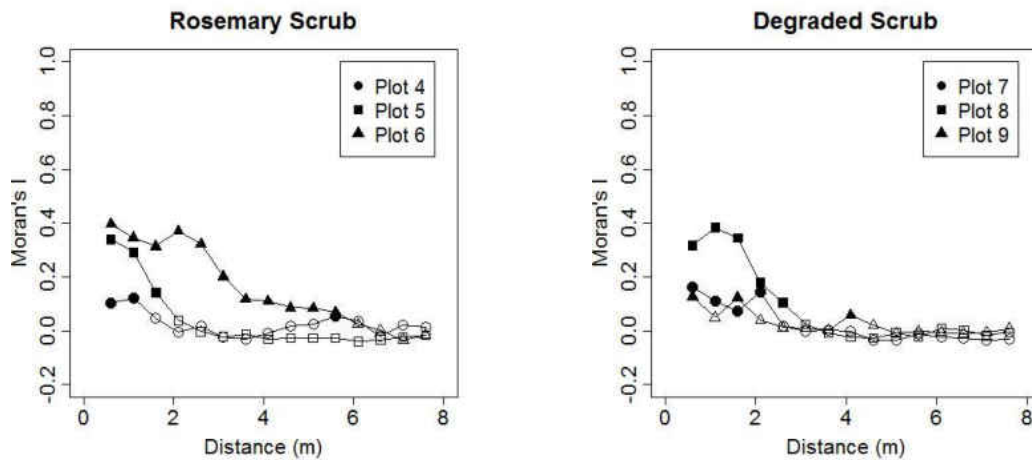 Rosemary Scrub
Moran's I
-0.2 0.0 0.2 0.4 0.6 0.8 1.0
Plot 4
Plot 5
Plot 6
0 2 4 6 8
Distance (m)
Degraded Scrub
Moran's I
-0.2 0.0 0.2 0.4 0.6 0.8 1.0
Plot 7
Plot 8
Plot 9
0 2 4 6 8
Distance (m)